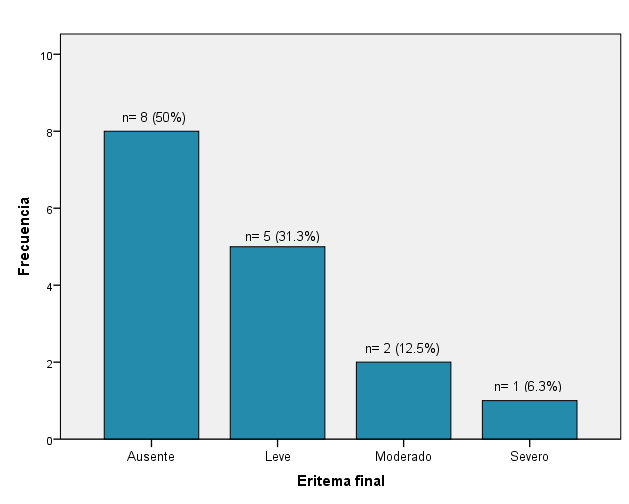 10
8
6
4
2
0
Frecuencia
n= 8 (50%)
n= 5 (31.3%)
n= 2 (12.5%)
n= 1 (6.3%)
Ausente
Leve
Moderado
Severo
Eritema final